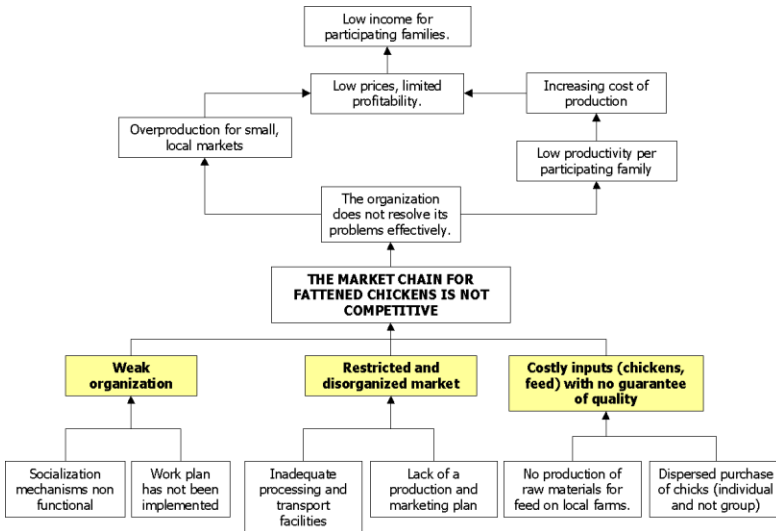 Low income for
participating families.
Low prices, limited
profitability.
Increasing cost of
production
Overproduction for small,
local markets
Low productivity per
participating family
The organization
does not resolve its
problems effectively.
THE MARKET CHAIN FOR
FATTENED CHICKENS IS NOT
COMPETITIVE
Weak
organization
Restricted and
disorganized market
Costly inputs (chickens,
feed) with no guarantee
of quality
Socialization
mechanisms non
functional
Work plan
has not been
implemented
Inadequate
processing and
transport
facilities
Lack of a
production and
marketing plan
No production of
raw materials for
feed on local farms.
Dispersed purchase
of chicks (individual
and not group)